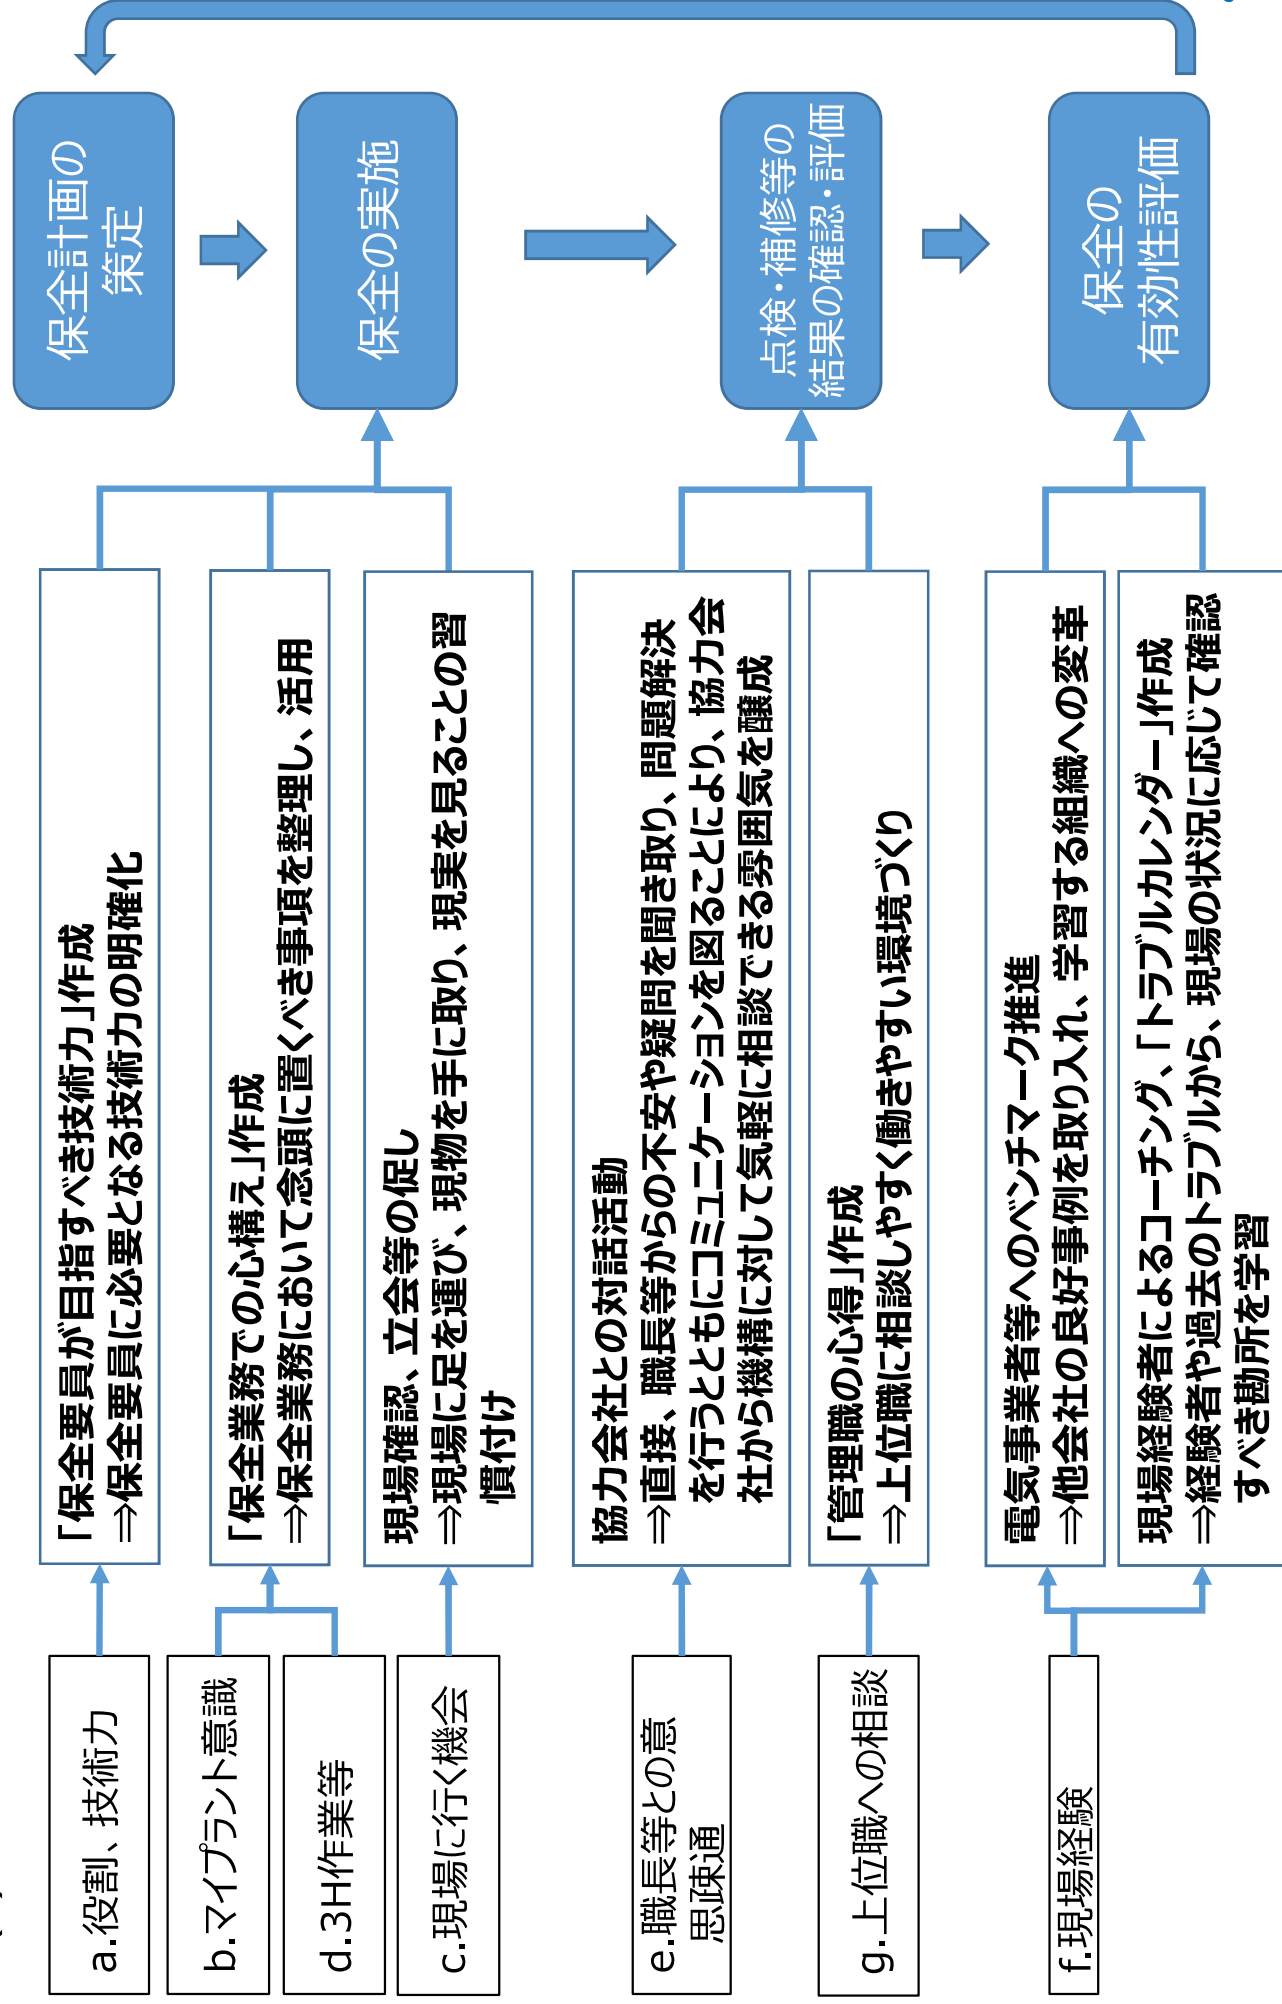 a.役割、技術力
b.マイプラント意識
d.3H作業等
c.現場に行く機会
e.職長等との意
思疎通
g.上位職への相談
f.現場経験
「保全要員が目指すべき技術力」作成
⇒保全要員に必要となる技術力の明確化
「保全業務での心構え」作成
⇒保全業務において念頭に置くべき事項を整理し、活用
現場確認、立会等の促し
⇒現場に足を運び、現物を手に取り、現実を見ることの習
慣付け
協力会社との対話活動
⇒直接、職長等からの不安や疑問を聞き取り、問題解決
を行うとともにコミュニケーションを図ることにより、協力会
社から機構に対して気軽に相談できる雰囲気を醸成
「管理職の心得」作成
⇒上位職に相談しやすく働きやすい環境づくり
電気事業者等へのベンチマーク推進
⇒他会社の良好事例を取り入れ、学習する組織への変革
現場経験者によるコーチング、「トラブルカレンダー」作成
⇒経験者や過去のトラブルから、現場の状況に応じて確認
すべき勘所を学習
保全計画の
策定
保全の実施
点検・補修等の
結果の確認・評価
保全の
有効性評価